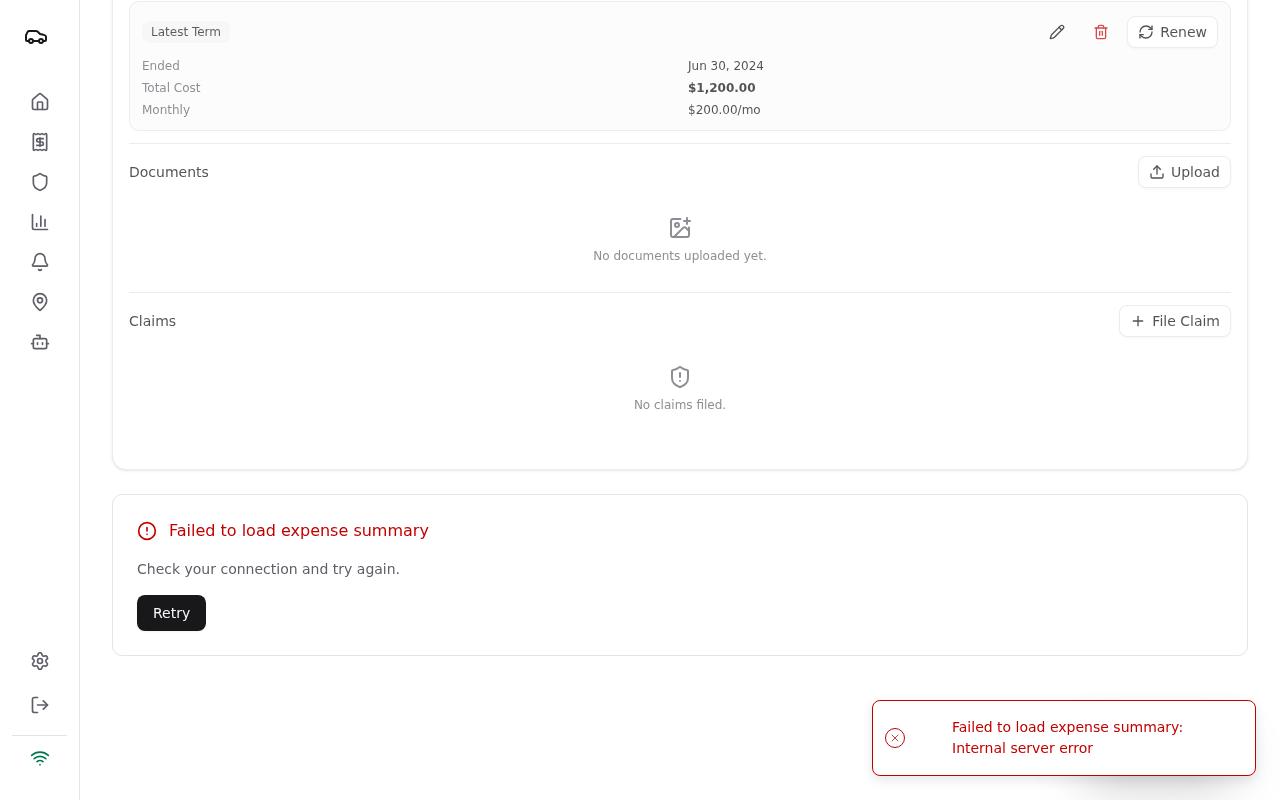 Latest Term
Renew
Ended
Jun 30, 2024
Total Cost
$1,200.00
Monthly
$200.00/mo
Documents
Upload
No documents uploaded yet.
Claims
File Claim
No claims filed.
Failed to load expense summary
Check your connection and try again.
Retry
Failed to load expense summary:
Internal server error